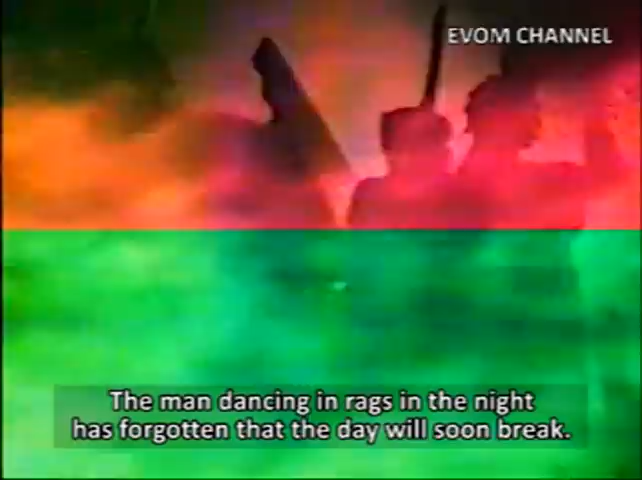 EVOM CHANNEL
The man dancing in rags in the night
has forgotten that the day will soon break.